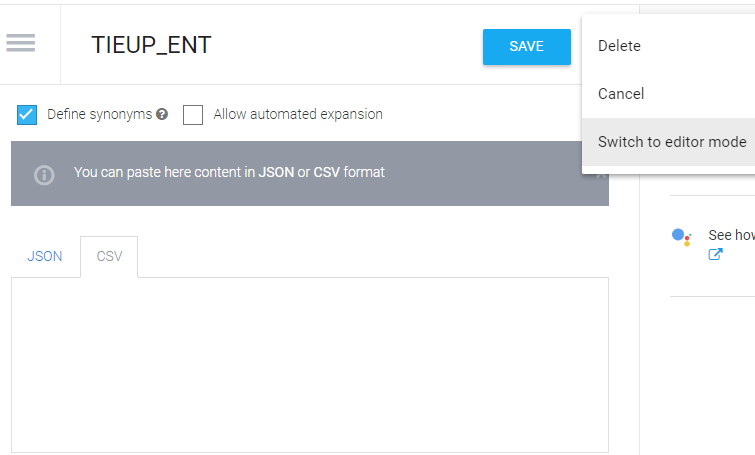 TIEUP_ENT
SAVE
Delete
Cancel
Switch to editor mode
Define synonyms ?
Allow automated expansion
You can paste here content in JSON or CSV format
See how
JSON
CSV